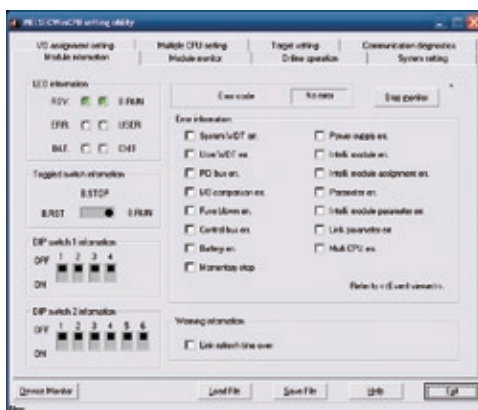 setting utility
I/O assignment setting Multiple CPU setting Target setting Communication diagnostics
Module information Module monitor Online operation System setting
LED information
RDY. B.RUN
ERR. USER
BAT. EXIT
Error code No error Stop monitor
Error information
System WDT err.
User WDT err.
PCI bus err.
I/O comparison err.
Fuse blown err.
Control bus err.
Battery err.
Momentary stop
Power supply err.
Intelli module err.
Intelli module assignment err.
Parameter err.
Intelli module parameter err.
Link parameter err.
Multi CPU err.
Refer to <<Event viewer>>.
Toggled switch information
B.STOP
B.RST B.RUN
DIP switch 1 information
OFF 1 2 3 4
ON
DIP switch 2 information
OFF 1 2 3 4 5 6
ON
Warning information
Link refresh time over
Device Monitor Load File Save File Help Exit